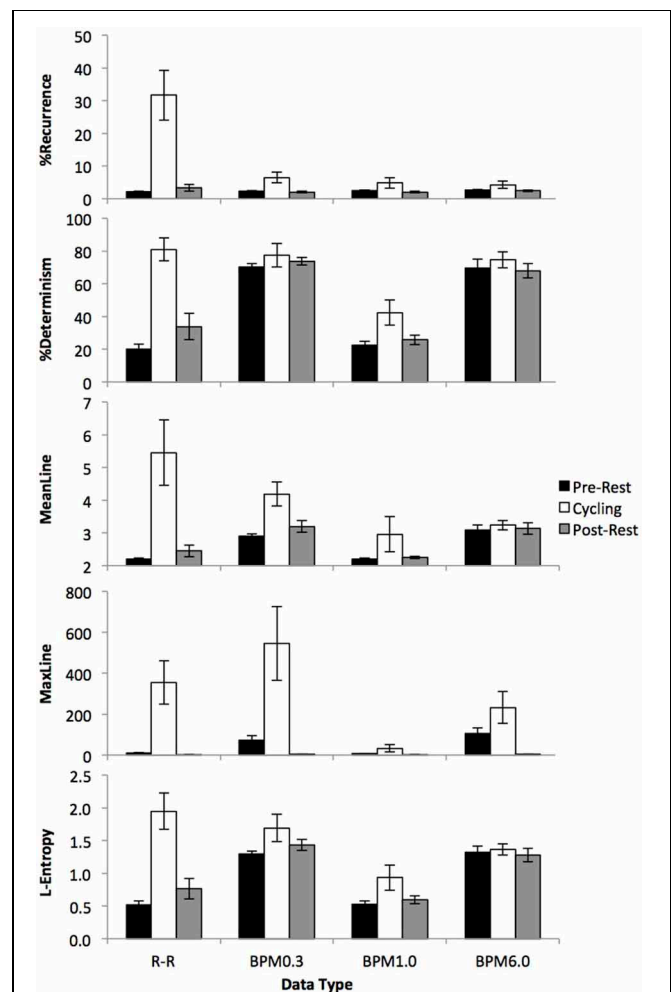 50
40
30
20
10
0
%Recurrence
100
80
60
40
20
0
%Determinism
7
6
5
4
3
2
MeanLine
Pre-Rest
Cycling
Post-Rest
800
600
400
200
0
MaxLine
2.5
2.0
1.5
1.0
0.5
0.0
L-Entropy
R-R BPM0.3 BPM1.0 BPM6.0
Data Type